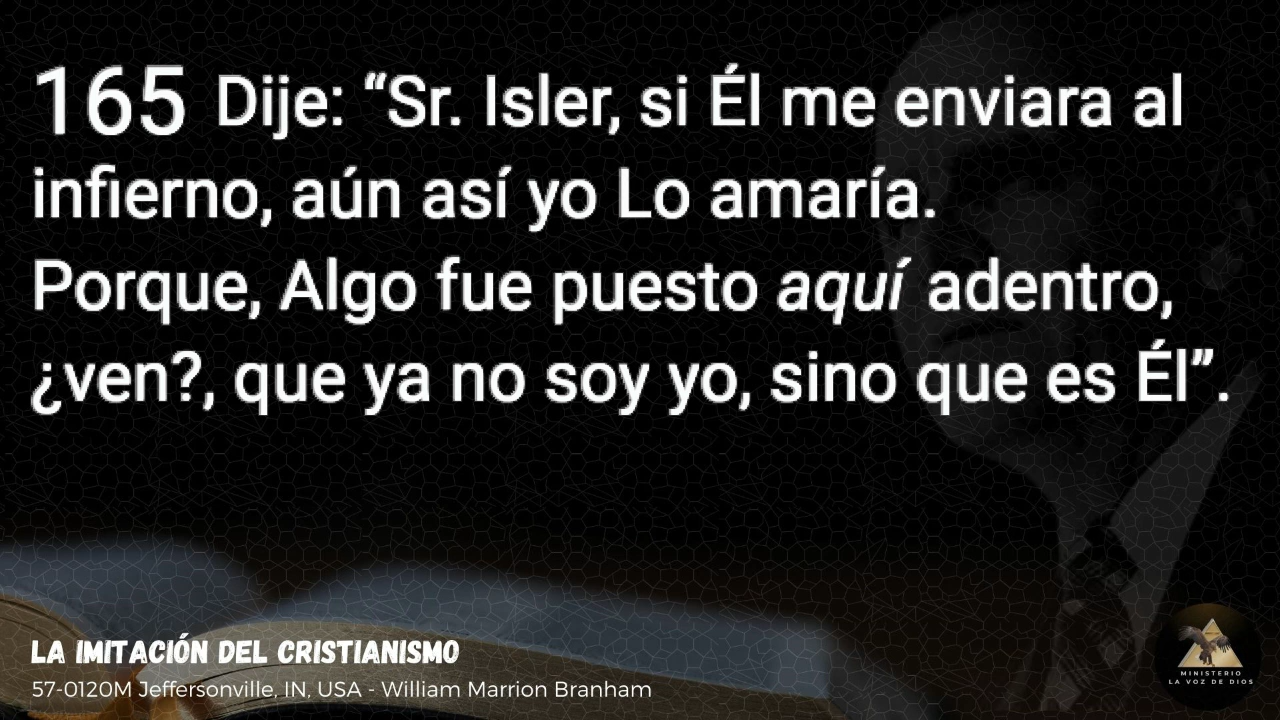 165 Dije: “Sr. Isler, si Él me enviara al
infierno, aún así yo Lo amaría.
Porque, Algo fue puesto aquí adentro,
¿ven?, que ya no soy yo, sino que es Él”.
LA IMITACIÓN DEL CRISTIANISMO
57-0120M Jeffersonville, IN, USA - William Marrion Branham
MINISTERIO
LA VOZ DE DIOS